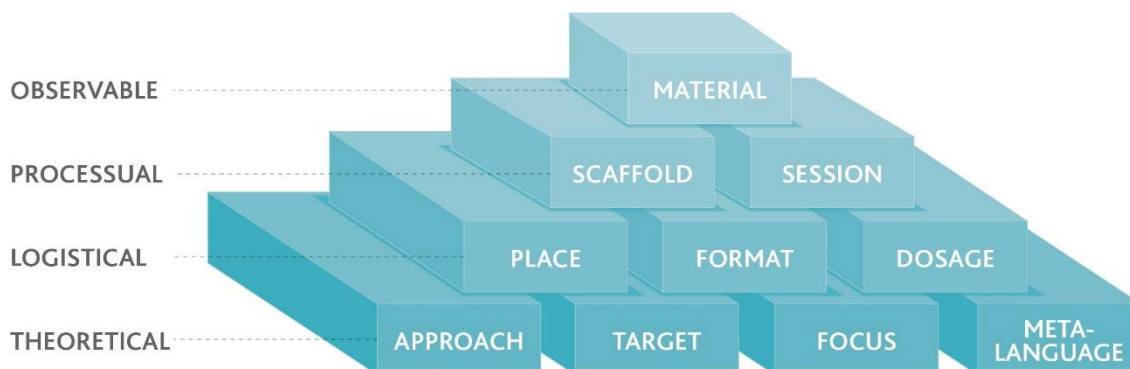 OBSERVABLE
MATERIAL
PROCESSUAL
SCAFFOLD
SESSION
LOGISTICAL
PLACE
FORMAT
DOSAGE
THEORETICAL
APPROACH
TARGET
FOCUS
META-
LANGUAGE